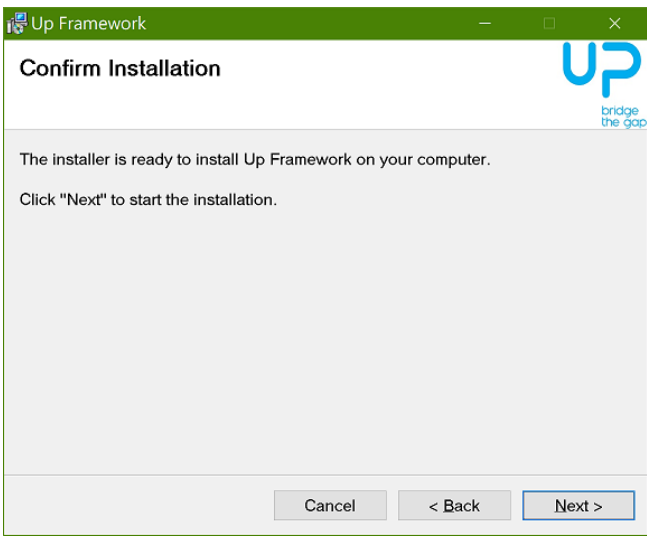 Up Framework
Confirm Installation
UP
bridge
the gap
The installer is ready to install Up Framework on your computer.
Click "Next" to start the installation.
Cancel
< Back
Next >